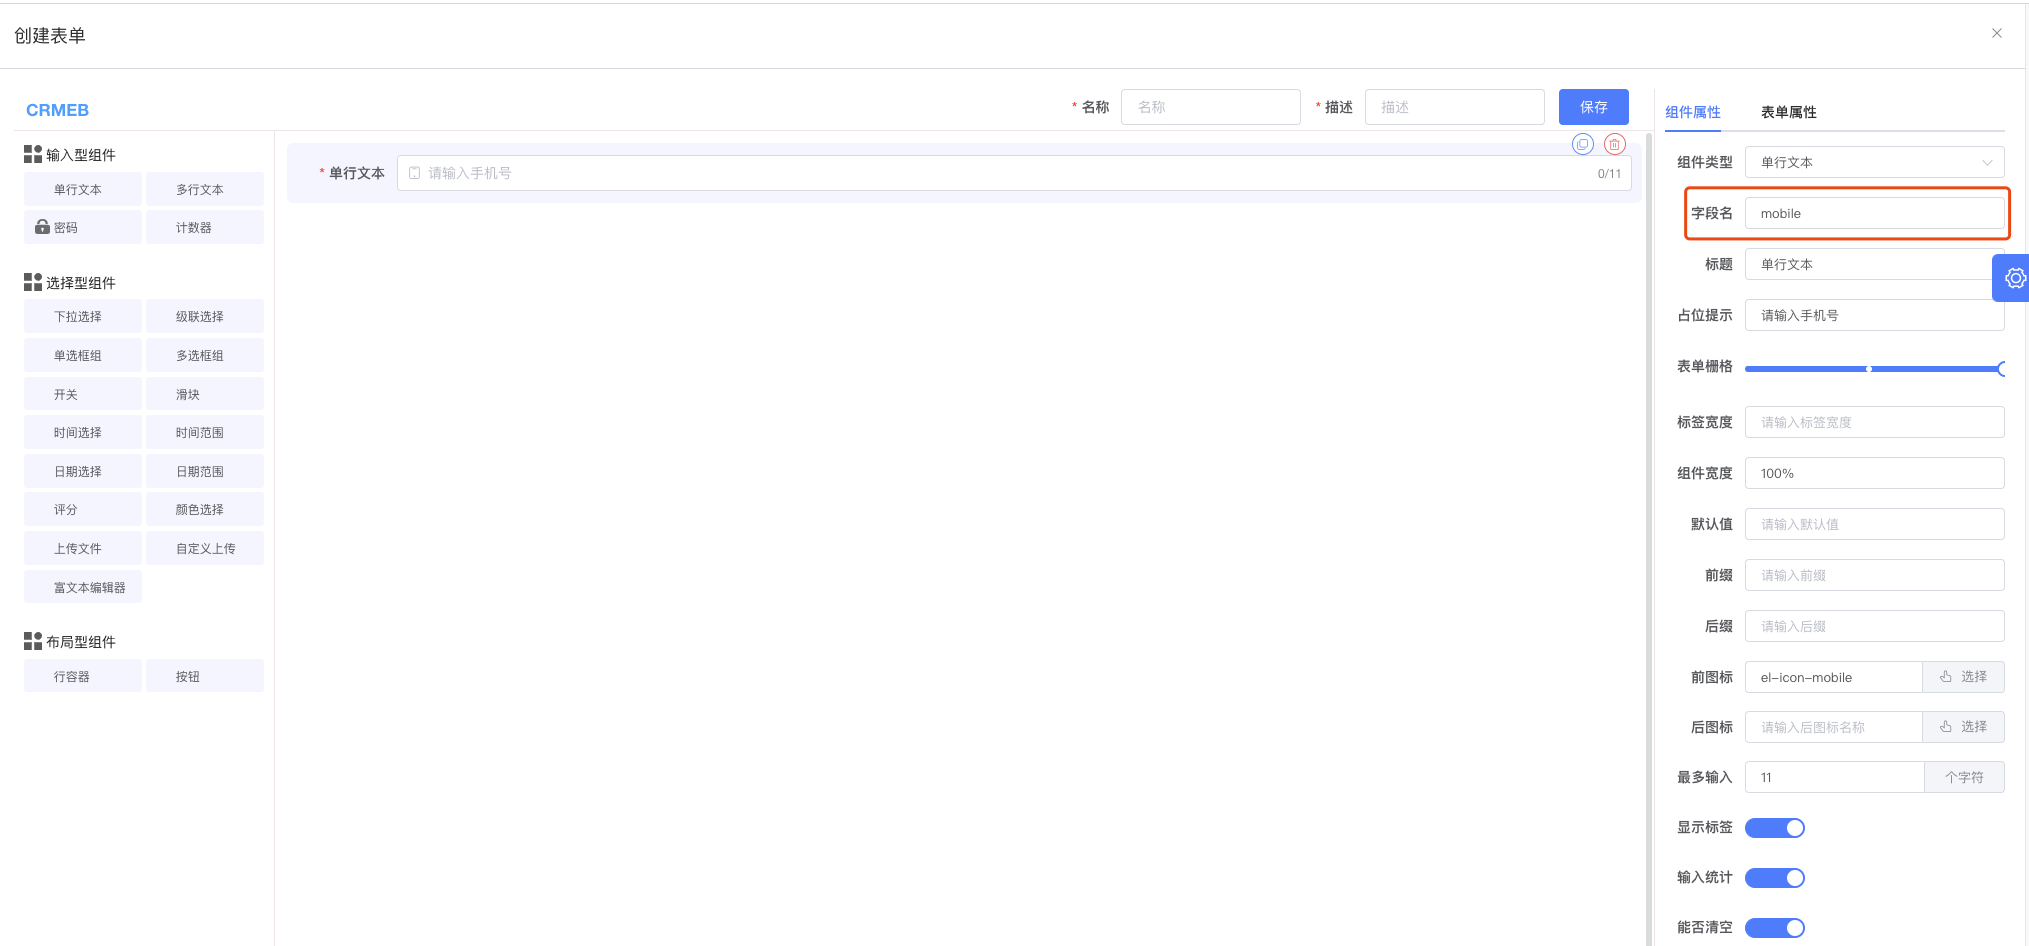 创建表单
CRMEB
* 名称 名称 * 描述 描述 保存
输入型组件
单行文本 多行文本
密码 计数器
选择型组件
下拉选择 级联选择
单选框组 多选框组
开关 滑块
时间选择 时间范围
日期选择 日期范围
评分 颜色选择
上传文件 自定义上传
富文本编辑器
布局型组件
行容器 按钮
* 单行文本 请输入手机号 0/11
组件属性 表单属性
组件类型 单行文本
字段名 mobile
标题 单行文本
占位提示 请输入手机号
表单栅格
标签宽度 请输入标签宽度
组件宽度 100%
默认值 请输入默认值
前缀 请输入前缀
后缀 请输入后缀
前图标 el-icon-mobile 选择
后图标 请输入后图标名称 选择
最多输入 11 个字符
显示标签
输入统计
能否清空